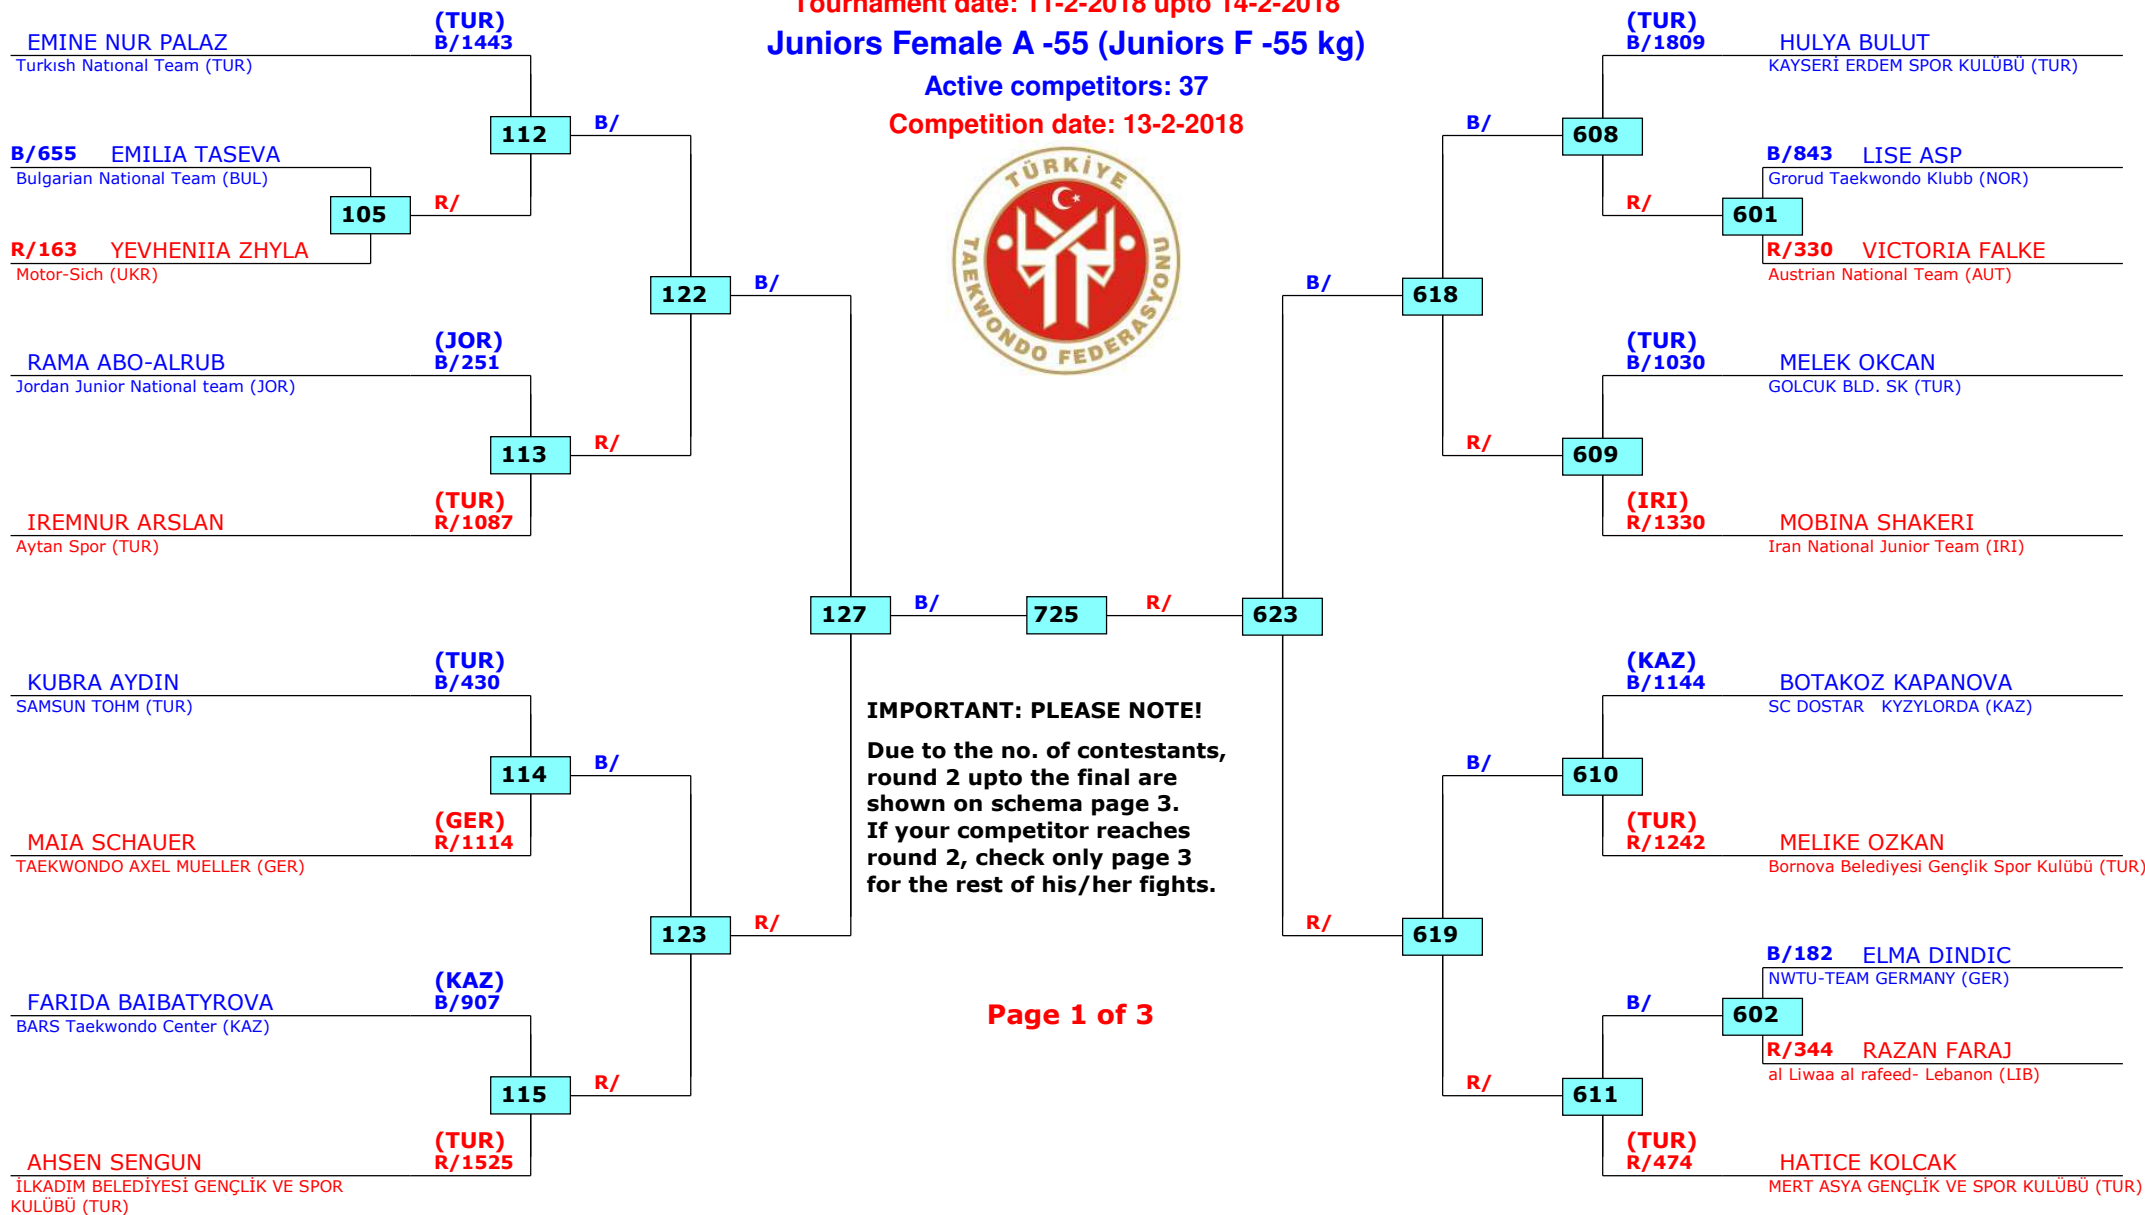 Tournament date: 11-2-2018 upto 14-2-2018
Juniors Female A -55 (Juniors F -55 kg)
Active competitors: 37
Competition date: 13-2-2018
TÜRKİYE
TAEKWONDO FEDERASYONU
(TUR)
EMINE NUR PALAZ B/1443
Turkısh Natıonal Team (TUR)
112 B/
B/655 EMILIA TASEVA
Bulgarian National Team (BUL)
105 R/
R/163 YEVHENIIA ZHYLA
Motor-Sich (UKR)
122 B/
(JOR)
RAMA ABO-ALRUB B/251
Jordan Junior National team (JOR)
113 R/
(TUR)
IREMNUR ARSLAN R/1087
Aytan Spor (TUR)
127 B/ 725 R/ 623
(TUR)
KUBRA AYDIN B/430
SAMSUN TOHM (TUR)
114 B/
(GER)
MAIA SCHAUER R/1114
TAEKWONDO AXEL MUELLER (GER)
123 R/
(KAZ)
FARIDA BAIBATYROVA B/907
BARS Taekwondo Center (KAZ)
115 R/
(TUR)
AHSEN SENGUN R/1525
İLKADIM BELEDİYESİ GENÇLİK VE SPOR
KULÜBÜ (TUR)
IMPORTANT: PLEASE NOTE!
Due to the no. of contestants,
round 2 upto the final are
shown on schema page 3.
If your competitor reaches
round 2, check only page 3
for the rest of his/her fights.
Page 1 of 3
(TUR)
B/1809 HULYA BULUT
KAYSERİ ERDEM SPOR KULÜBÜ (TUR)
B/ 608
B/843 LISE ASP
Grorud Taekwondo Klubb (NOR)
R/ 601
R/330 VICTORIA FALKE
Austrian National Team (AUT)
B/ 618
(TUR)
B/1030 MELEK OKCAN
GOLCUK BLD. SK (TUR)
R/ 609
(IRI)
R/1330 MOBINA SHAKERI
Iran National Junior Team (IRI)
(KAZ)
B/1144 BOTAKOZ KAPANOVA
SC DOSTAR KYZYLORDA (KAZ)
B/ 610
(TUR)
R/1242 MELIKE OZKAN
Bornova Belediyesi Gençlik Spor Kulübü (TUR)
R/ 619
B/182 ELMA DINDIC
NWTU-TEAM GERMANY (GER)
B/ 602
R/344 RAZAN FARAJ
al Liwaa al rafeed- Lebanon (LIB)
R/ 611
(TUR)
R/474 HATICE KOLCAK
MERT ASYA GENÇLİK VE SPOR KULÜBÜ (TUR)